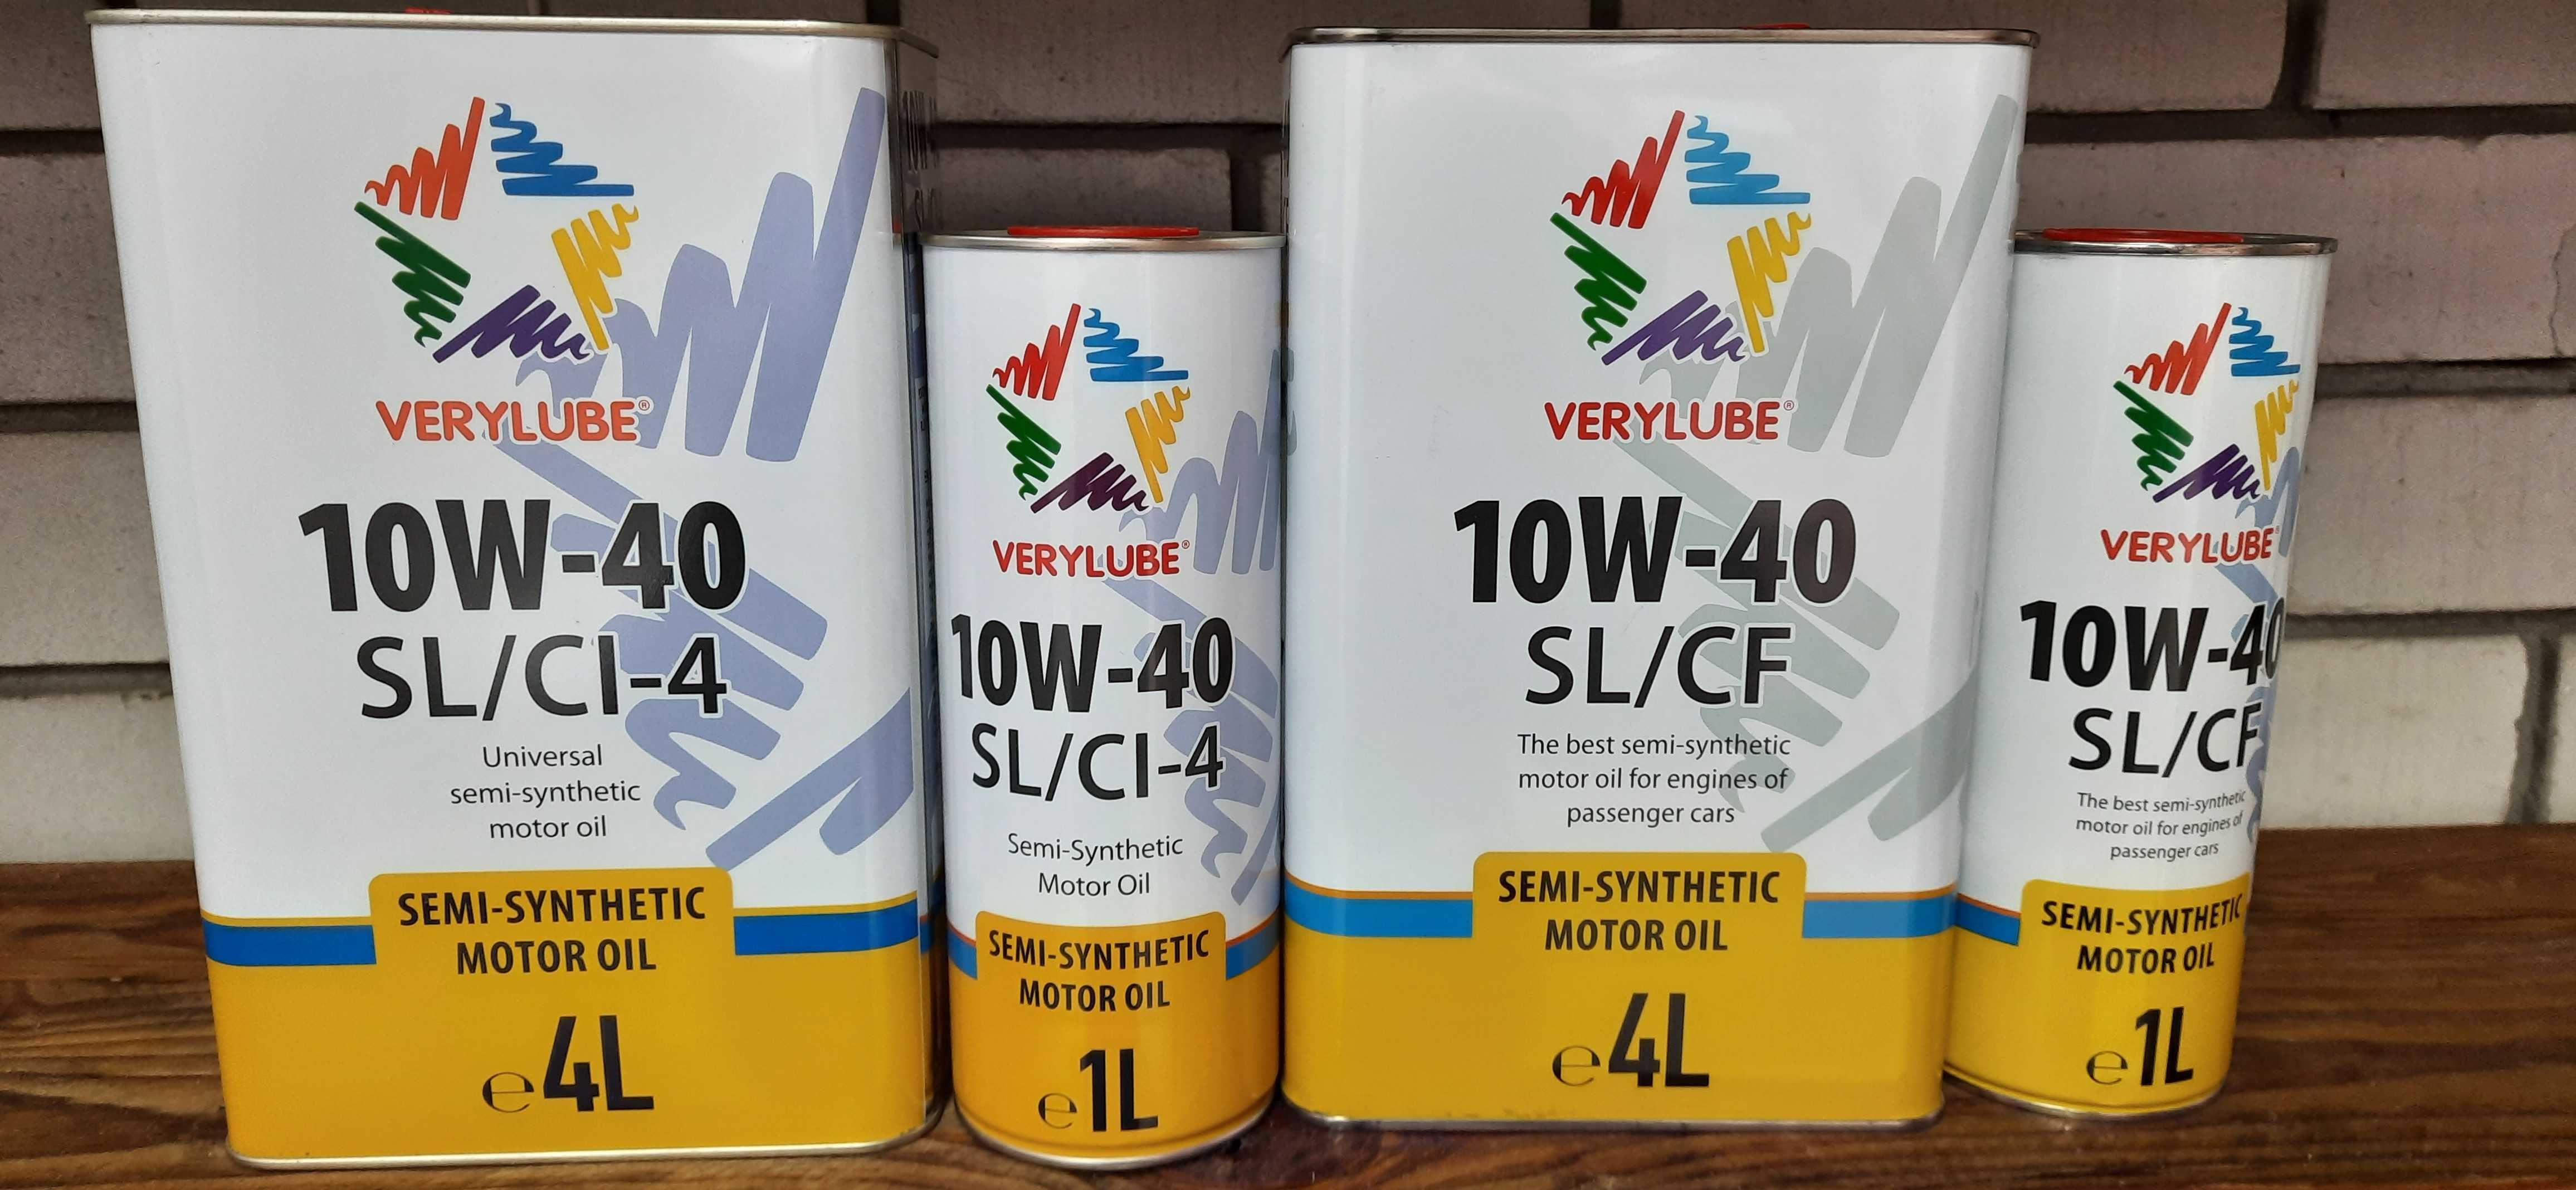 VERYLUBE®
10W-40
SL/CI-4
Universal
semi-synthetic
motor oil
SEMI-SYNTHETIC
MOTOR OIL
e4L
VERYLUBE®
10W-40
SL/CI-4
Semi-Synthetic
Motor Oil
SEMI-SYNTHETIC
MOTOR OIL
e1L
VERYLUBE®
10W-40
SL/CF
The best semi-synthetic
motor oil for engines of
passenger cars
SEMI-SYNTHETIC
MOTOR OIL
e4L
VERYLUBE®
10W-40
SL/CF
The best semi-synthetic
motor oil for engines of
passenger cars
SEMI-SYNTHETIC
MOTOR OIL
e1L